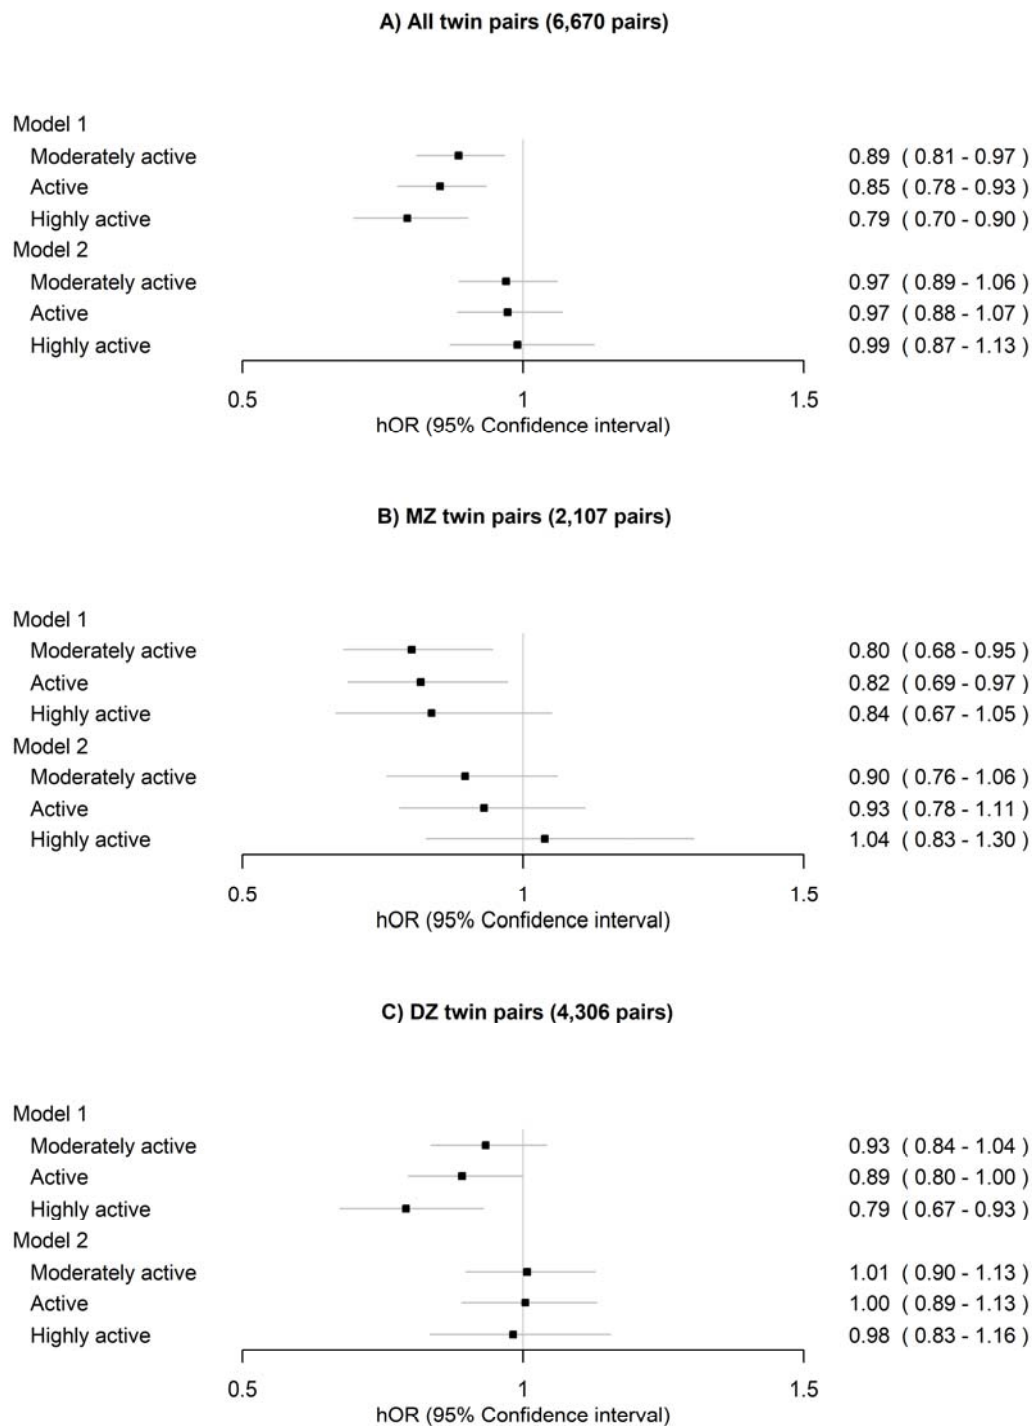 A) All twin pairs (6,670 pairs)
Model 1
Moderately active 0.89 ( 0.81 - 0.97 )
Active 0.85 ( 0.78 - 0.93 )
Highly active 0.79 ( 0.70 - 0.90 )
Model 2
Moderately active 0.97 ( 0.89 - 1.06 )
Active 0.97 ( 0.88 - 1.07 )
Highly active 0.99 ( 0.87 - 1.13 )
0.5 1 1.5
hOR (95% Confidence interval)
B) MZ twin pairs (2,107 pairs)
Model 1
Moderately active 0.80 ( 0.68 - 0.95 )
Active 0.82 ( 0.69 - 0.97 )
Highly active 0.84 ( 0.67 - 1.05 )
Model 2
Moderately active 0.90 ( 0.76 - 1.06 )
Active 0.93 ( 0.78 - 1.11 )
Highly active 1.04 ( 0.83 - 1.30 )
0.5 1 1.5
hOR (95% Confidence interval)
C) DZ twin pairs (4,306 pairs)
Model 1
Moderately active 0.93 ( 0.84 - 1.04 )
Active 0.89 ( 0.80 - 1.00 )
Highly active 0.79 ( 0.67 - 0.93 )
Model 2
Moderately active 1.01 ( 0.90 - 1.13 )
Active 1.00 ( 0.89 - 1.13 )
Highly active 0.98 ( 0.83 - 1.16 )
0.5 1 1.5
hOR (95% Confidence interval)